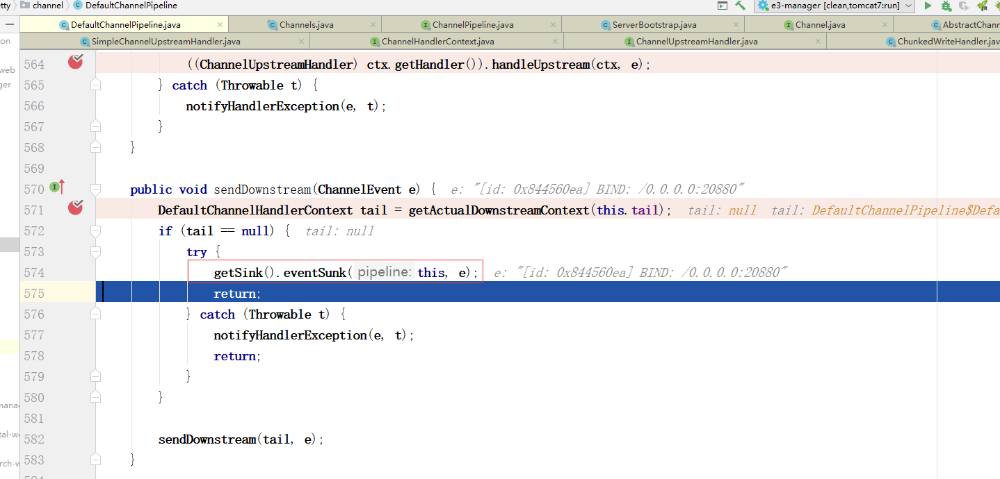 tty channel DefaultChannelPipeline e3-manager [clean,tomcat7:run]
DefaultChannelPipeline.java Channels.java ChannelPipeline.java ServerBootstrap.java Channel.java AbstractChann
on SimpleChannelUpstreamHandler.java ChannelHandlerContext.java ChannelUpstreamHandler.java ChunkedWriteHandler.jav
564 ((ChannelUpstreamHandler) ctx.getHandler()).handleUpstream(ctx, e);
web
565 } catch (Throwable t) {
ger
566 notifyHandlerException(e, t);
567 }
568 }
569
570 public void sendDownstream(ChannelEvent e) { e: "[id: 0x844560ea] BIND: /0.0.0.0:20880"
571 DefaultChannelHandlerContext tail = getActualDownstreamContext(this.tail); tail: null tail: DefaultChannelPipeline$Defa
572 if (tail == null) { tail: null
573 try {
574 getSink().eventSunk( pipeline: this, e); e: "[id: 0x844560ea] BIND: /0.0.0.0:20880"
575 return;
576 } catch (Throwable t) {
577 notifyHandlerException(e, t);
578 return;
579 }
580 }
mana
581
tal-w
582 sendDownstream(tail, e);
583 }
rch-w